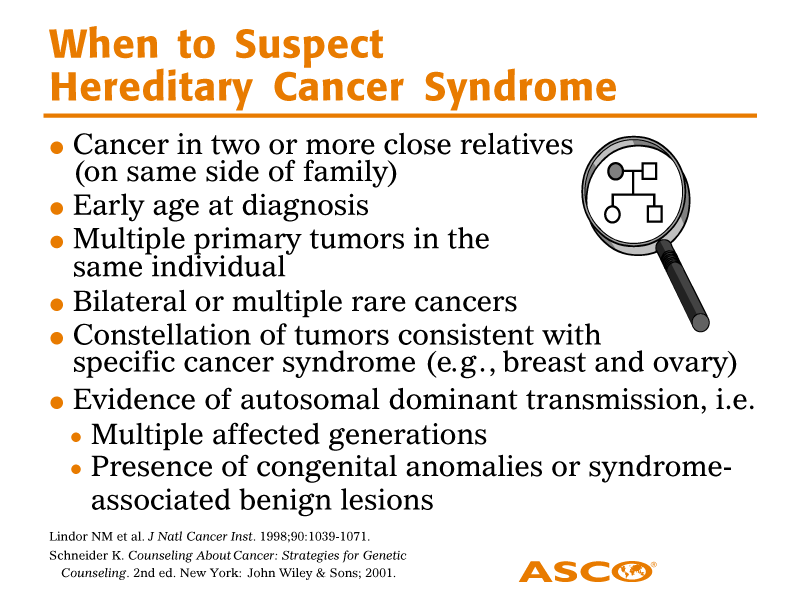 When to Suspect
Hereditary Cancer Syndrome
● Cancer in two or more close relatives
(on same side of family)
● Early age at diagnosis
● Multiple primary tumors in the
same individual
● Bilateral or multiple rare cancers
● Constellation of tumors consistent with
specific cancer syndrome (e.g., breast and ovary)
● Evidence of autosomal dominant transmission, i.e.
● Multiple affected generations
● Presence of congenital anomalies or syndrome-
associated benign lesions
Lindor NM et al. J Natl Cancer Inst. 1998;90:1039-1071.
Schneider K. Counseling About Cancer: Strategies for Genetic
Counseling. 2nd ed. New York: John Wiley & Sons; 2001.
ASCO®